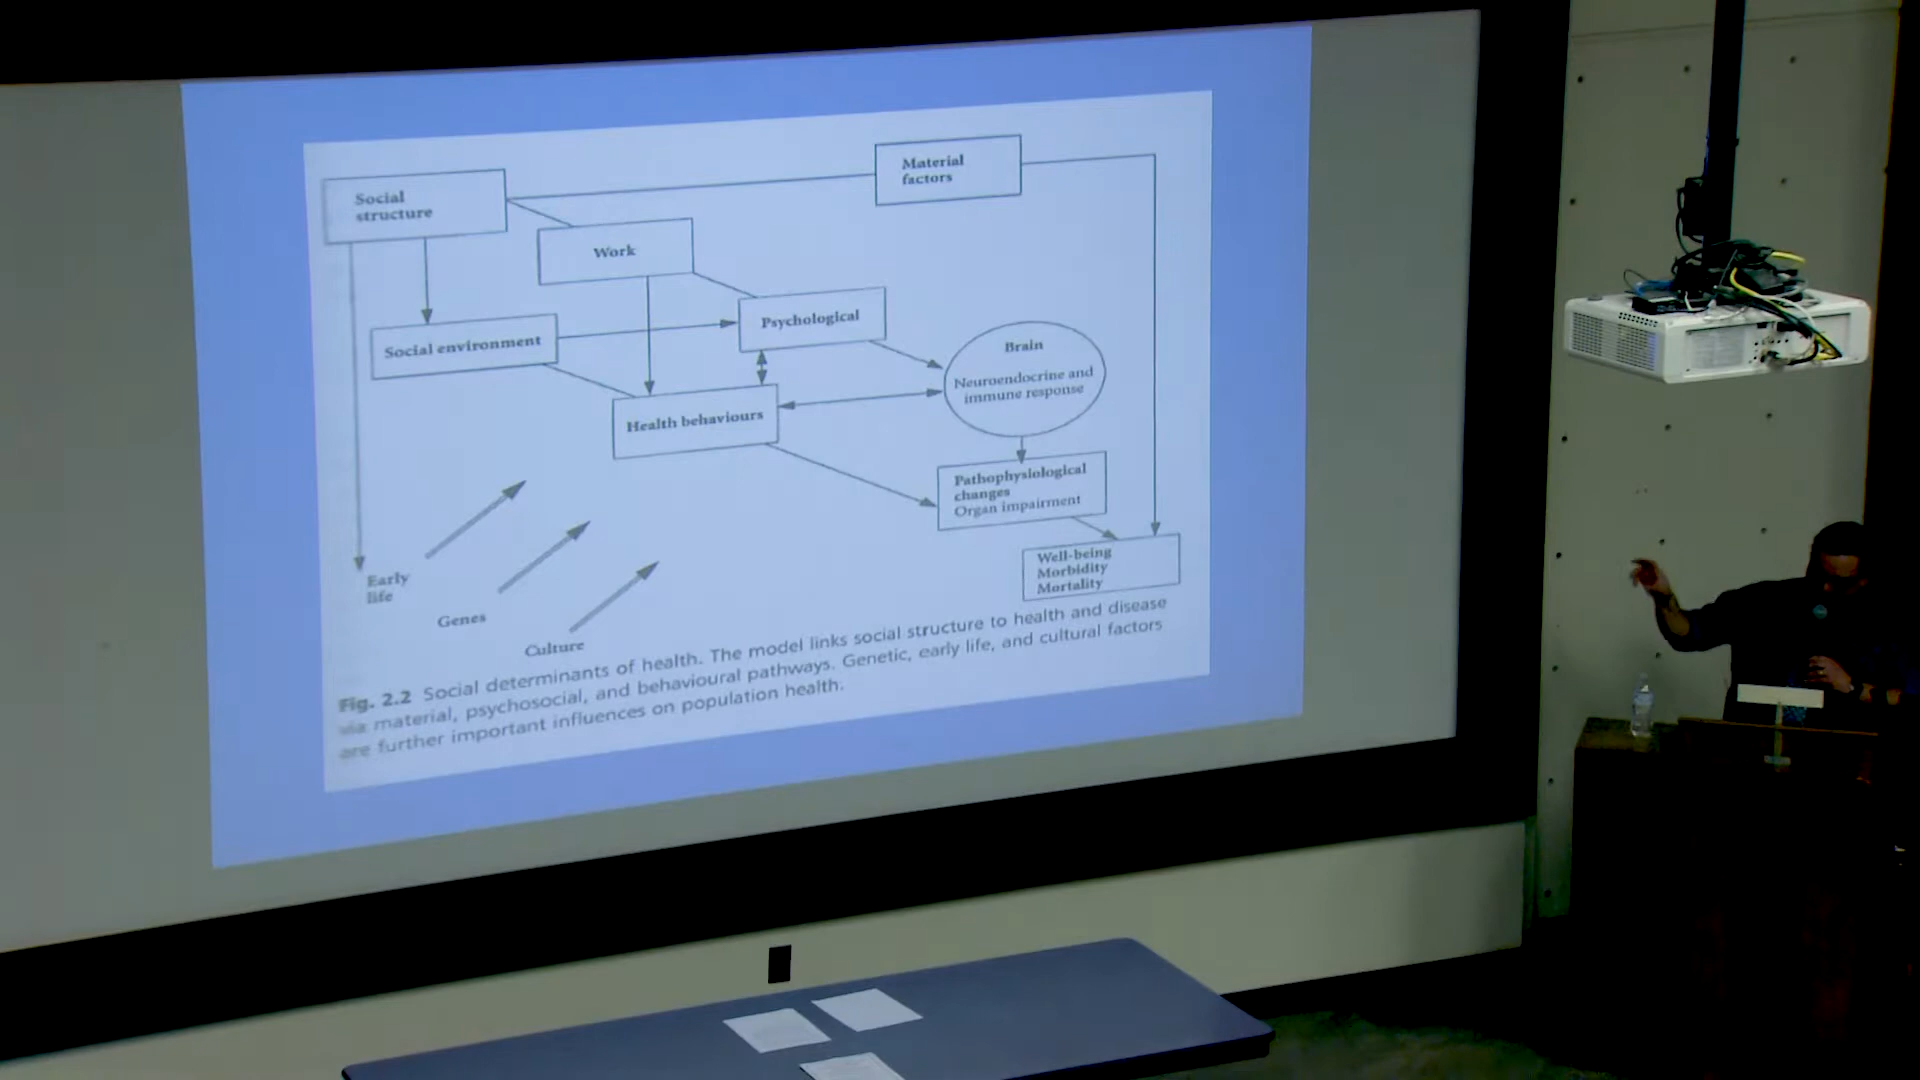 Social
structure
Material
factors
Work
Psychological
Social environment
Brain
Neuroendocrine and
immune response
Health behaviours
Pathophysiological
changes
Organ impairment
Well-being
Morbidity
Mortality
Early
life
Genes
Culture
Fig. 2.2 Social determinants of health. The model links social structure to health and disease
via material, psychosocial, and behavioural pathways. Genetic, early life, and cultural factors
are further important influences on population health.